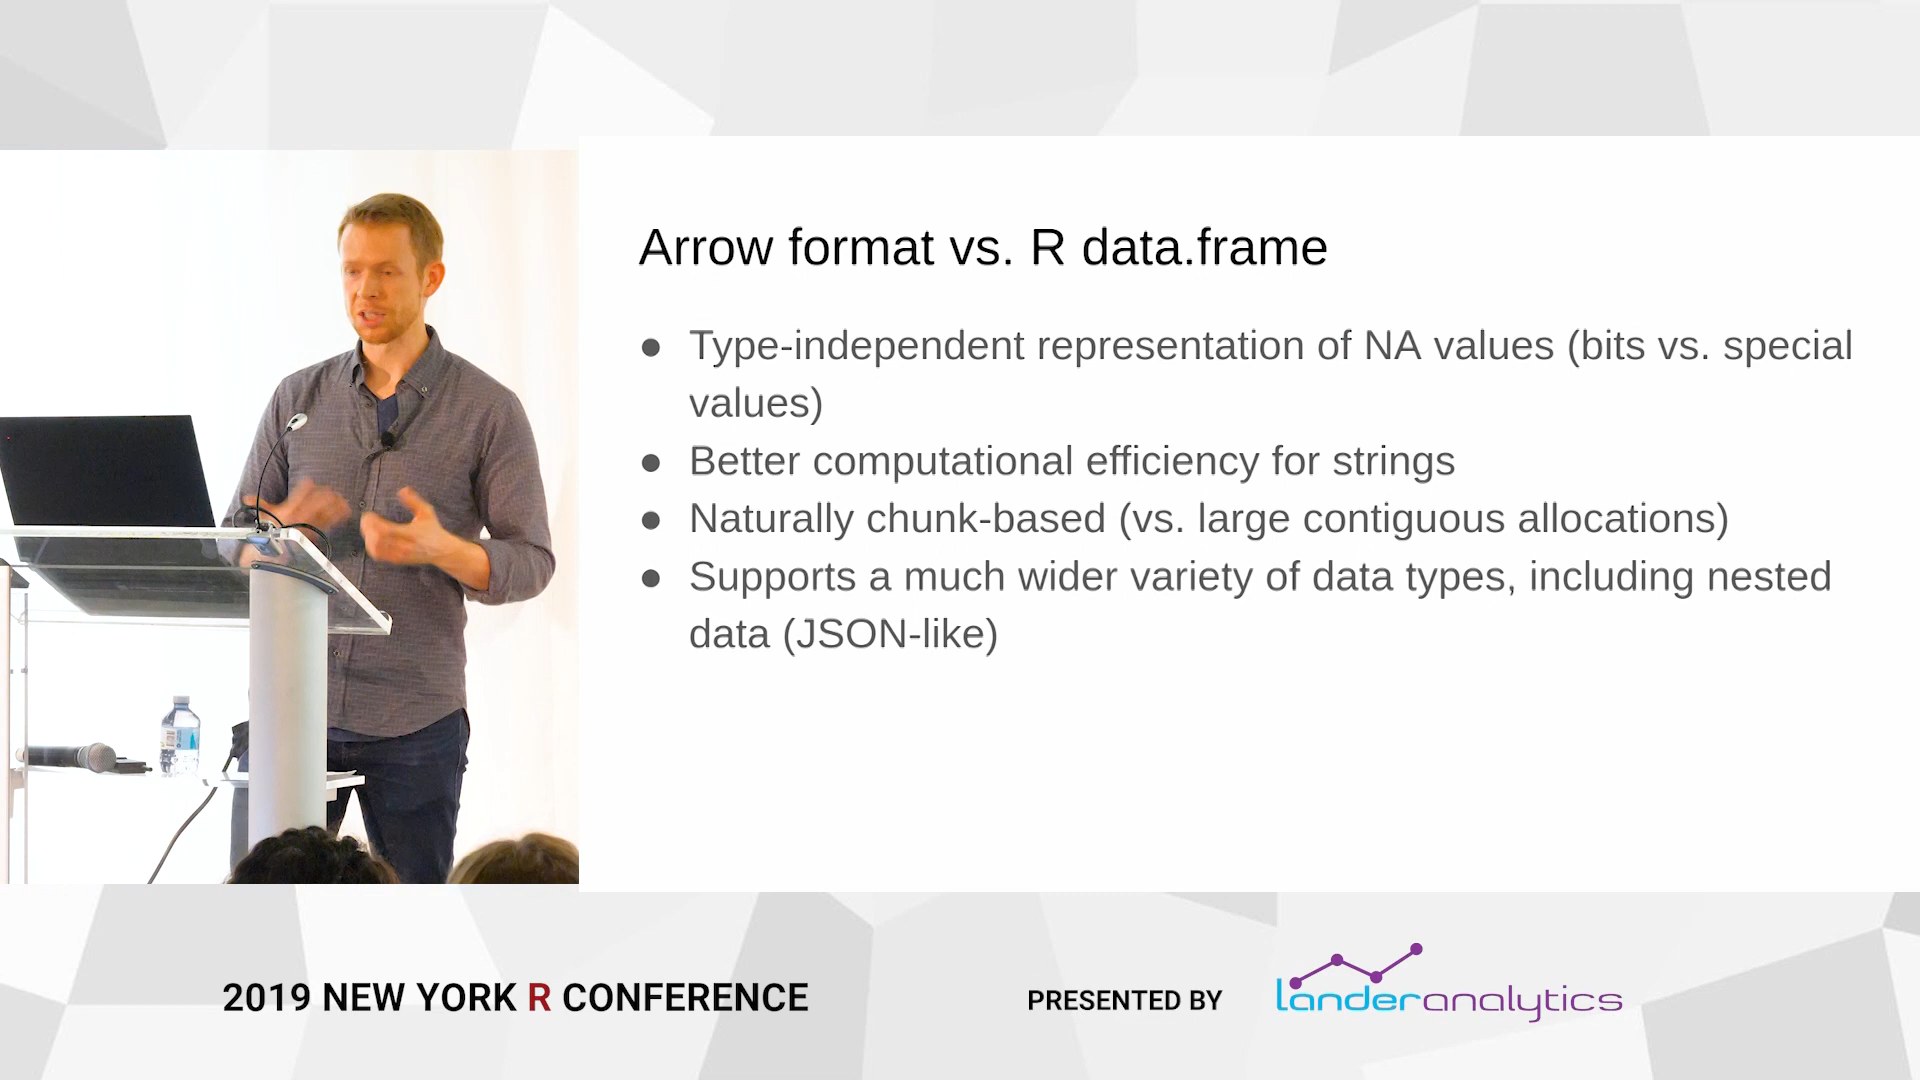 Arrow format vs. R data.frame
● Type-independent representation of NA values (bits vs. special
values)
● Better computational efficiency for strings
● Naturally chunk-based (vs. large contiguous allocations)
● Supports a much wider variety of data types, including nested
data (JSON-like)
2019 NEW YORK R CONFERENCE
PRESENTED BY
landeranalytics